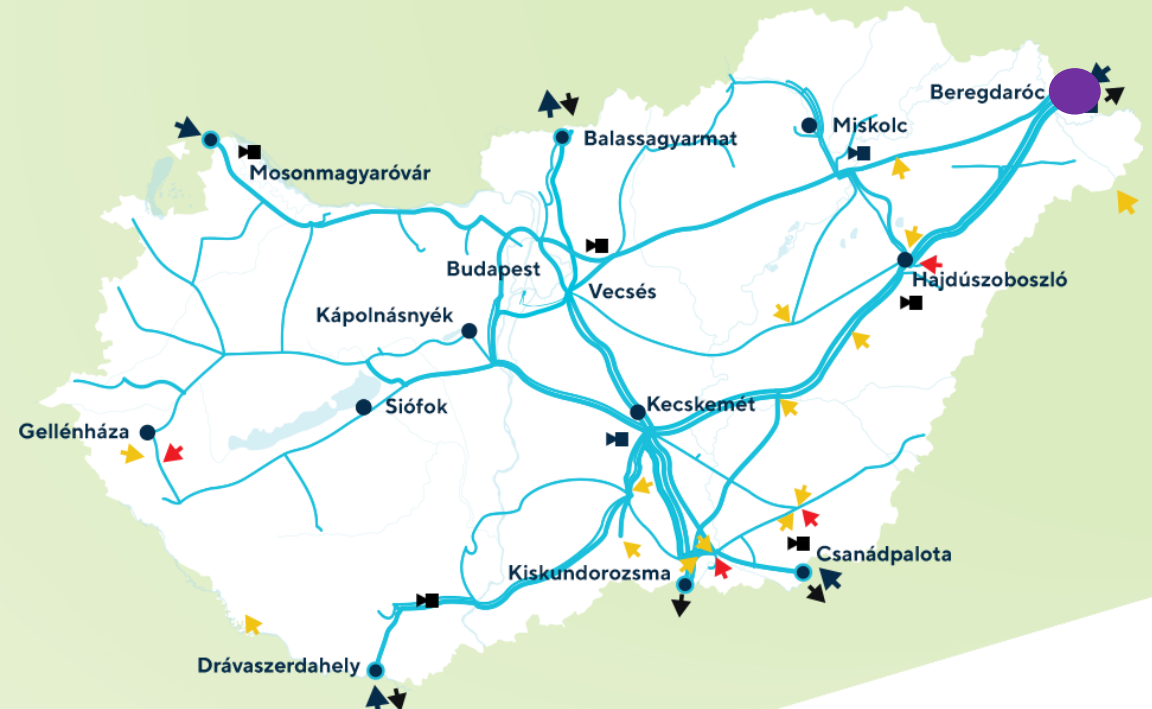 Beregdaróc
Miskolc
Balassagyarmat
Mosonmagyaróvár
Budapest
Hajdúszoboszló
Vecsés
Kápolnásnyék
Siófok
Kecskemét
Gellénháza
Csanádpalota
Kiskundorozsma
Drávaszerdahely